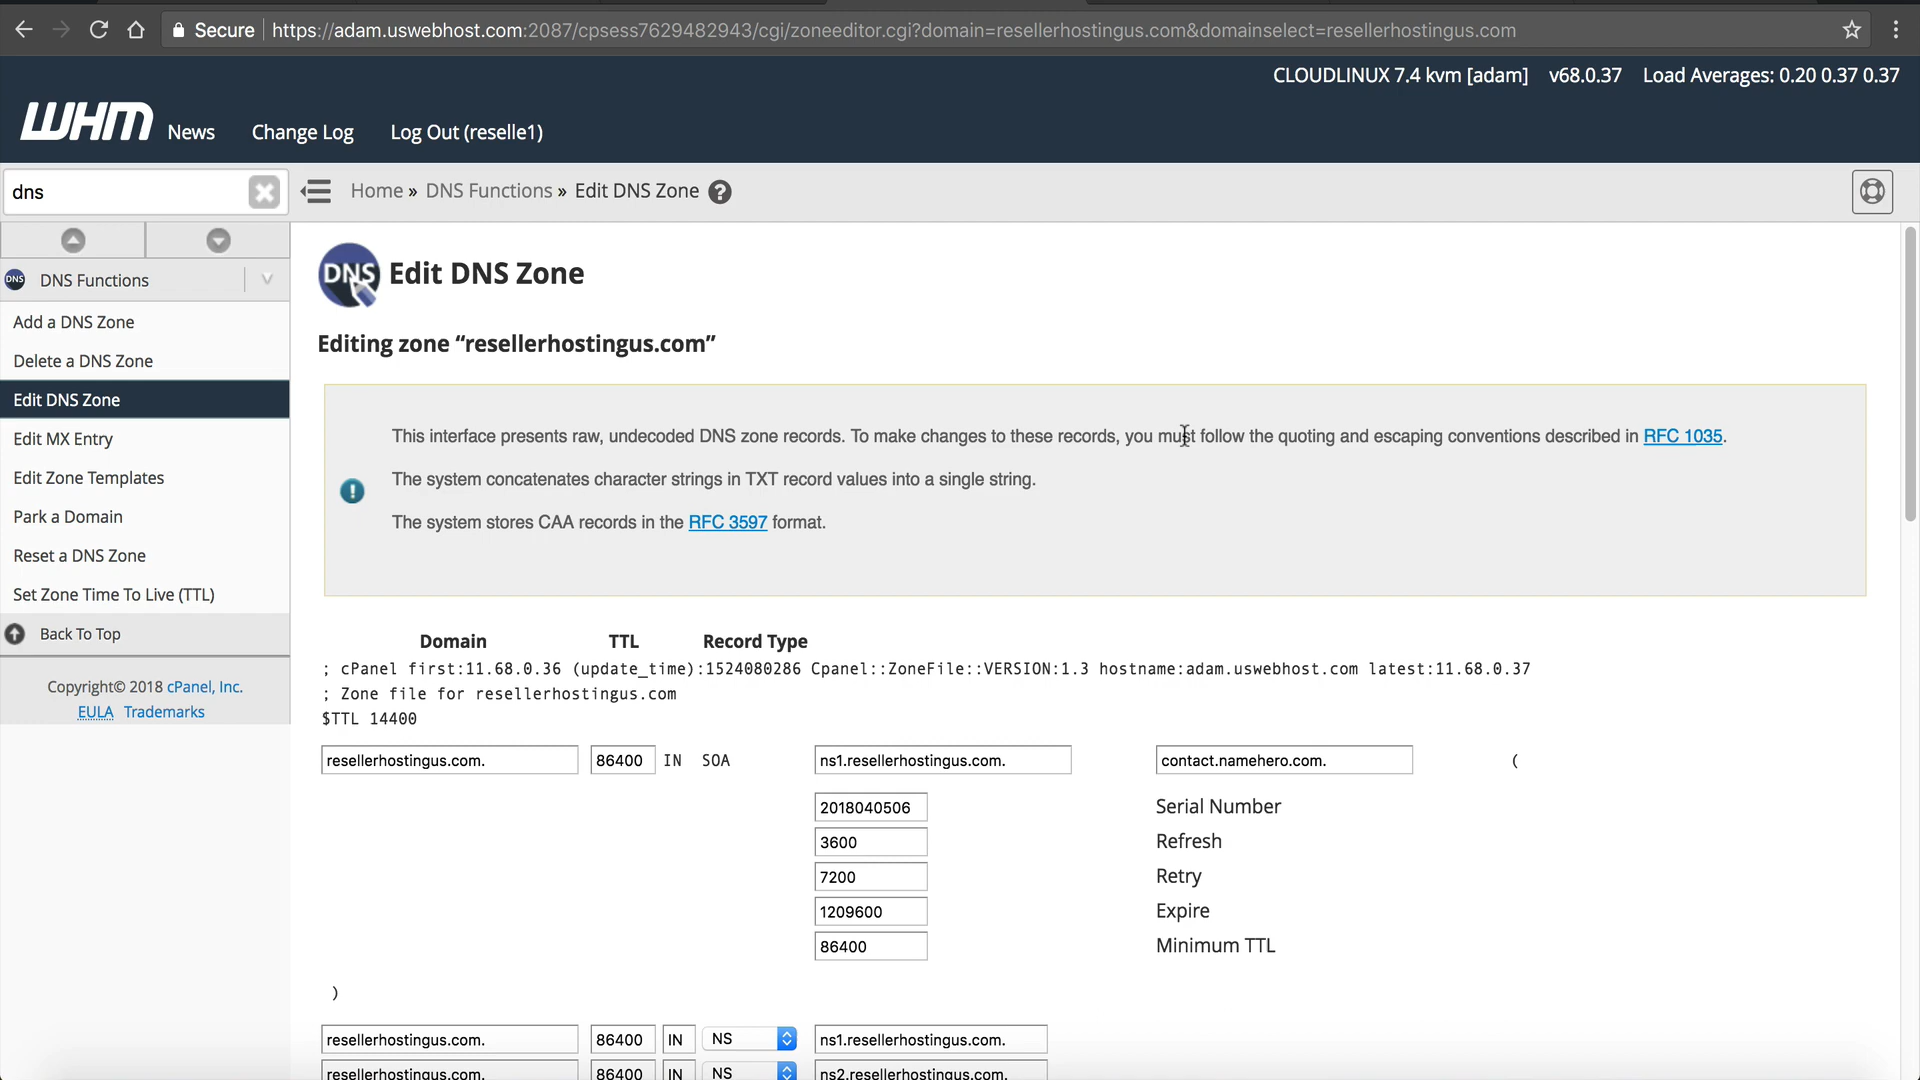 Secure https://adam.uswebhost.com:2087/cpsess7629482943/cgi/zoneeditor.cgi?domain=resellerhostingus.com&domainselect=resellerhostingus.com
CLOUDLINUX 7.4 kvm [adam] v68.0.37 Load Averages: 0.20 0.37 0.37
WHM News Change Log Log Out (reselle1)
dns
Home » DNS Functions » Edit DNS Zone ?
DNS DNS Functions
Add a DNS Zone
Delete a DNS Zone
Edit DNS Zone
Edit MX Entry
Edit Zone Templates
Park a Domain
Reset a DNS Zone
Set Zone Time To Live (TTL)
Back To Top
Copyright© 2018 cPanel, Inc.
EULA Trademarks
DNS Edit DNS Zone
Editing zone “resellerhostingus.com”
This interface presents raw, undecoded DNS zone records. To make changes to these records, you must follow the quoting and escaping conventions described in RFC 1035.
The system concatenates character strings in TXT record values into a single string.
The system stores CAA records in the RFC 3597 format.
Domain TTL Record Type
; cPanel first:11.68.0.36 (update_time):1524080286 Cpanel::ZoneFile::VERSION:1.3 hostname:adam.uswebhost.com latest:11.68.0.37
; Zone file for resellerhostingus.com
$TTL 14400
resellerhostingus.com. 86400 IN SOA ns1.resellerhostingus.com. contact.namehero.com. (
2018040506 Serial Number
3600 Refresh
7200 Retry
1209600 Expire
86400 Minimum TTL
)
resellerhostingus.com. 86400 IN NS ns1.resellerhostingus.com.
resellerhostingus.com. 86400 IN NS ns2.resellerhostingus.com.